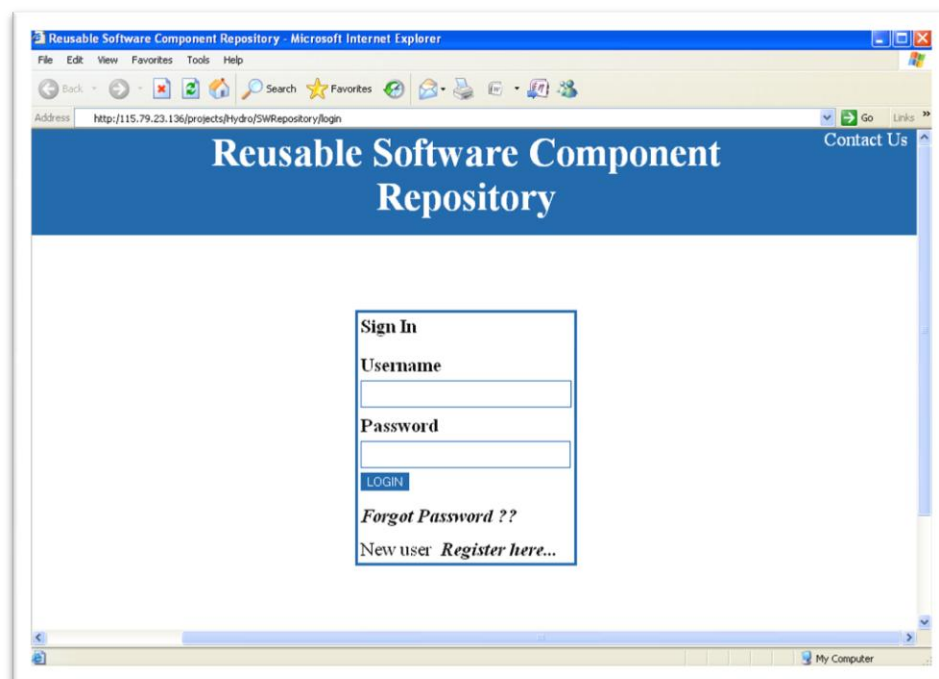 Reusable Software Component Repository - Microsoft Internet Explorer
File Edit View Favorites Tools Help
Back Search Favorites
Address http://115.79.23.136/projects/Hydro/SWRepository/login Go Links »
Contact Us
Reusable Software Component
Repository
Sign In
Username
Password
LOGIN
Forgot Password ??
New user Register here...
My Computer